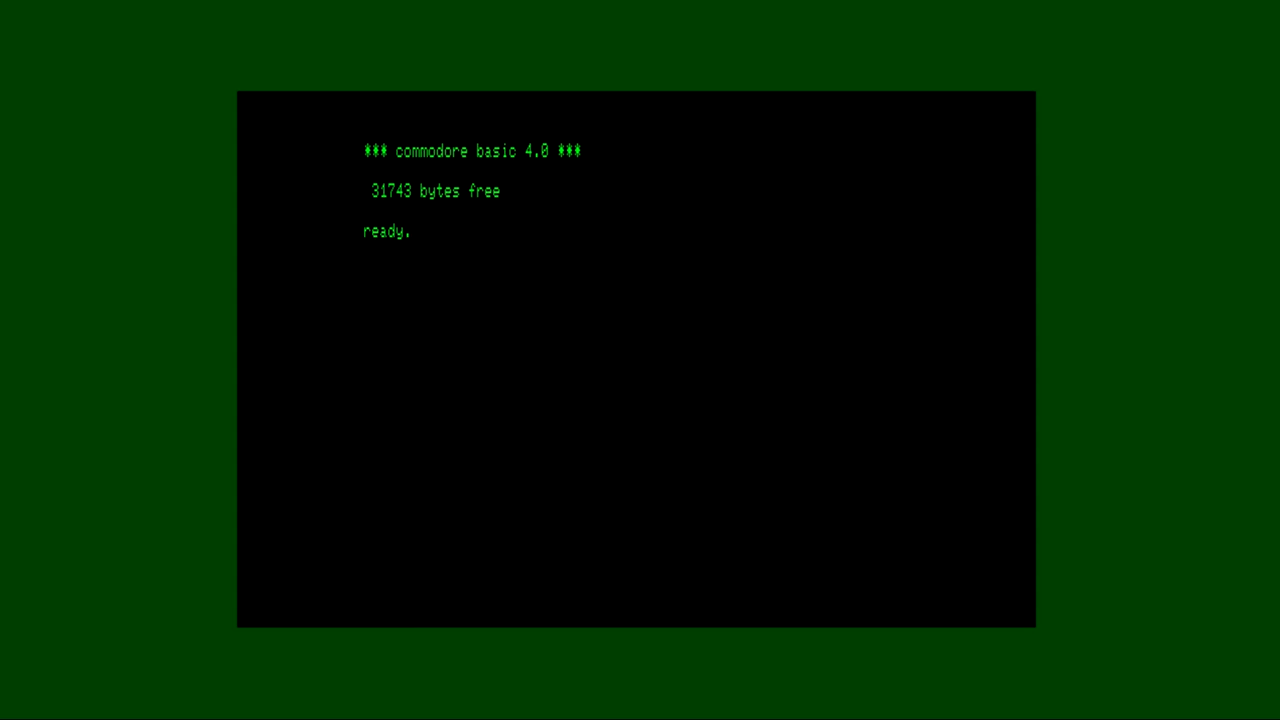 *** commodore basic 4.0 ***
31743 bytes free
ready.